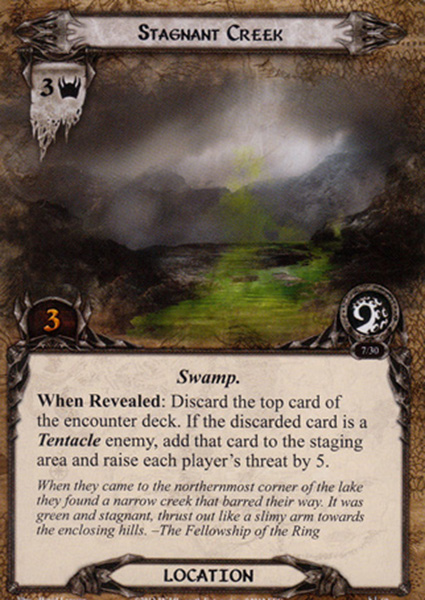 STAGNANT CREEK
3
3
7/30
Swamp.
When Revealed: Discard the top card of
the encounter deck. If the discarded card is a
Tentacle enemy, add that card to the staging
area and raise each player's threat by 5.
When they came to the northernmost corner of the lake
they found a narrow creek that barred their way. It was
green and stagnant, thrust out like a slimy arm towards
the enclosing hills. –The Fellowship of the Ring
LOCATION